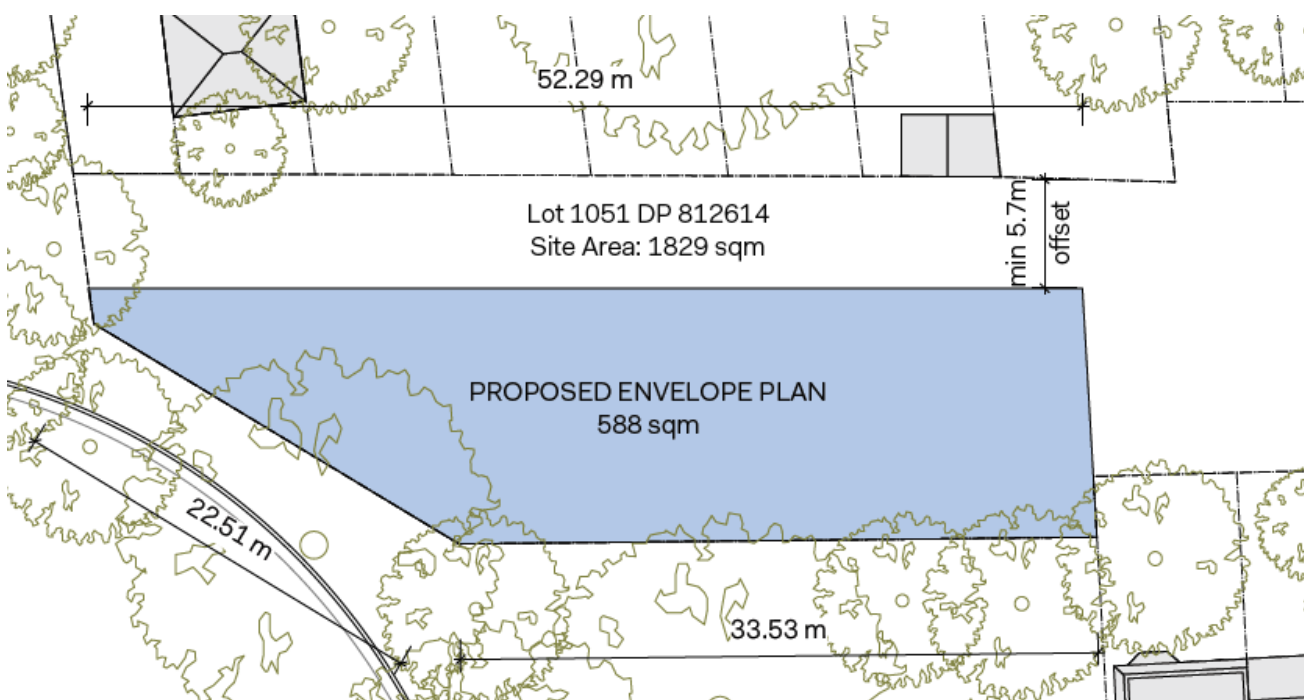 52.29 m
Lot 1051 DP 812614
Site Area: 1829 sqm
min 5.7m
offset
PROPOSED ENVELOPE PLAN
588 sqm
22.51 m
33.53 m